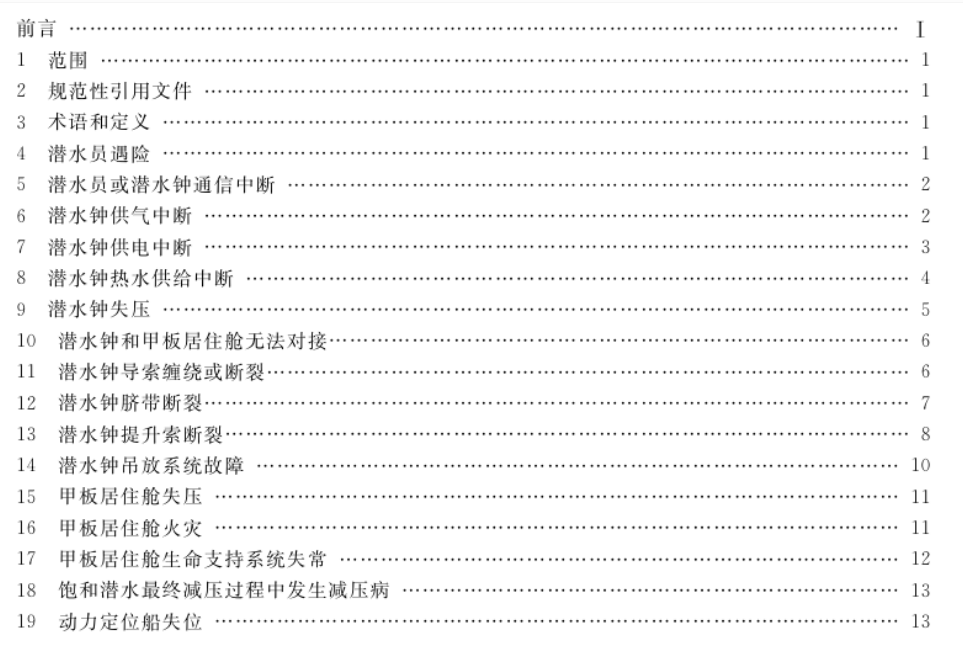 前言 ………………………………………………………………………………………… Ⅰ
1 范围 ……………………………………………………………………………………… 1
2 规范性引用文件 ………………………………………………………………………… 1
3 术语和定义 ……………………………………………………………………………… 1
4 潜水员遇险 ……………………………………………………………………………… 1
5 潜水员或潜水钟通信中断 ……………………………………………………………… 2
6 潜水钟供气中断 ………………………………………………………………………… 2
7 潜水钟供电中断 ………………………………………………………………………… 3
8 潜水钟热水供给中断 …………………………………………………………………… 4
9 潜水钟失压 ……………………………………………………………………………… 5
10 潜水钟和甲板居住舱无法对接………………………………………………………… 6
11 潜水钟导索缠绕或断裂………………………………………………………………… 6
12 潜水钟脐带断裂………………………………………………………………………… 7
13 潜水钟提升索断裂……………………………………………………………………… 8
14 潜水钟吊放系统故障 ………………………………………………………………… 10
15 甲板居住舱失压 ……………………………………………………………………… 11
16 甲板居住舱火灾 ……………………………………………………………………… 11
17 甲板居住舱生命支持系统失常 ……………………………………………………… 12
18 饱和潜水最终减压过程中发生减压病 ……………………………………………… 13
19 动力定位船失位 ……………………………………………………………………… 13